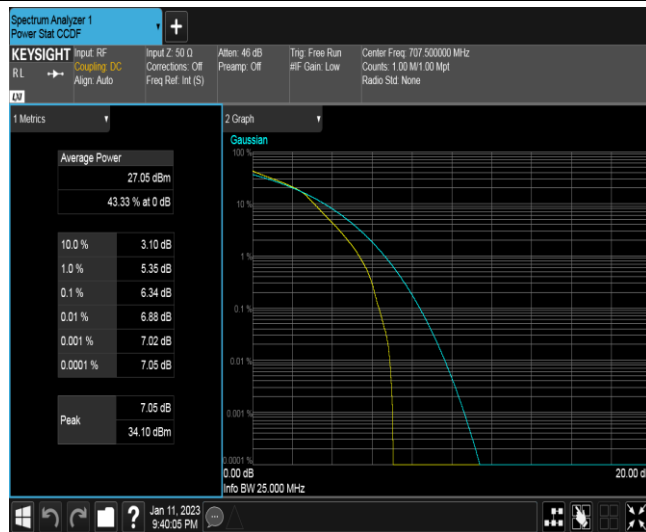 Spectrum Analyzer 1
Power Stat CCDF
+
KEYSIGHT
RL
LXI
Input: RF
Coupling: DC
Align: Auto
Input Z: 50 Ω
Corrections: Off
Freq Ref: Int (S)
Atten: 46 dB
Preamp: Off
Trig: Free Run
#IF Gain: Low
Center Freq: 707.500000 MHz
Counts: 1.00 M/1.00 Mpt
Radio Std: None
1 Metrics
Average Power
27.05 dBm
43.33 % at 0 dB
10.0 % 3.10 dB
1.0 % 5.35 dB
0.1 % 6.34 dB
0.01 % 6.88 dB
0.001 % 7.02 dB
0.0001 % 7.05 dB
Peak
7.05 dB
34.10 dBm
2 Graph
Gaussian
100 %
10 %
1 %
0.1 %
0.01 %
0.001 %
0.0001 %
0.00 dB
20.00 d
Info BW 25.000 MHz
?
Jan 11, 2023
9:40:05 PM